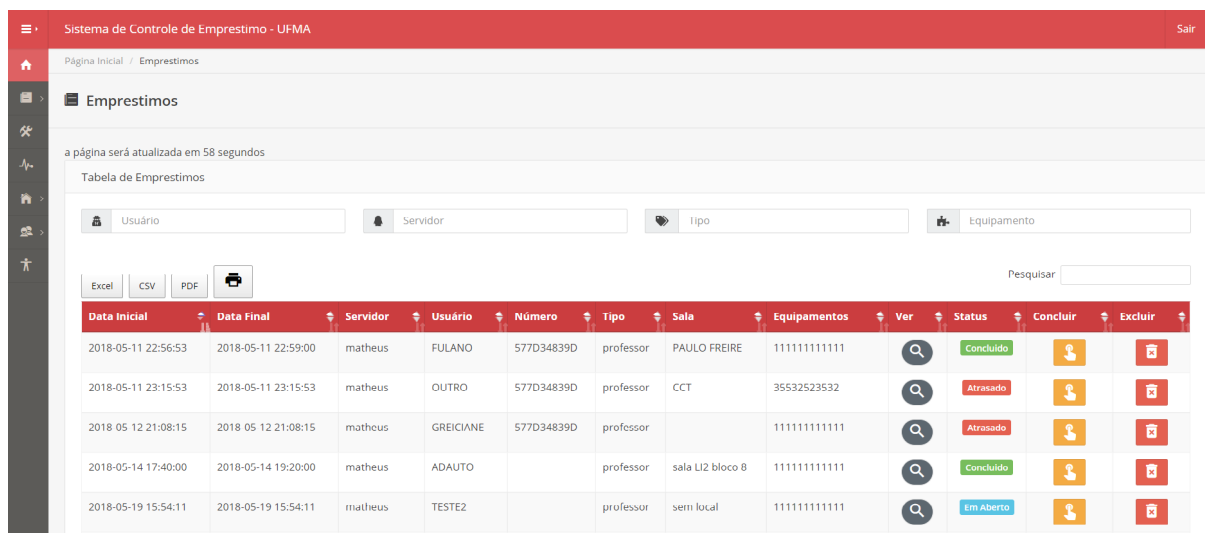 Sistema de Controle de Emprestimo - UFMA Sair
Página Inicial / Emprestimos
Emprestimos
a página será atualizada em 58 segundos
Tabela de Emprestimos
Usuário Servidor Tipo Equipamento
Pesquisar
Excel CSV PDF
Data Inicial Data Final Servidor Usuário Número Tipo Sala Equipamentos Ver Status Concluir Excluir
2018-05-11 22:56:53 2018-05-11 22:59:00 matheus FULANO 577D34839D professor PAULO FREIRE 111111111111 Concluido
2018-05-11 23:15:53 2018-05-11 23:15:53 matheus OUTRO 577D34839D professor CCT 35532523532 Atrasado
2018 05 12 21:08:15 2018 05 12 21:08:15 matheus GREICIANE 577D34839D professor 111111111111 Atrasado
2018-05-14 17:40:00 2018-05-14 19:20:00 matheus ADAUTO professor sala LI2 bloco 8 111111111111 Concluido
2018-05-19 15:54:11 2018-05-19 15:54:11 matheus TESTE2 professor sem local 111111111111 Em Aberto